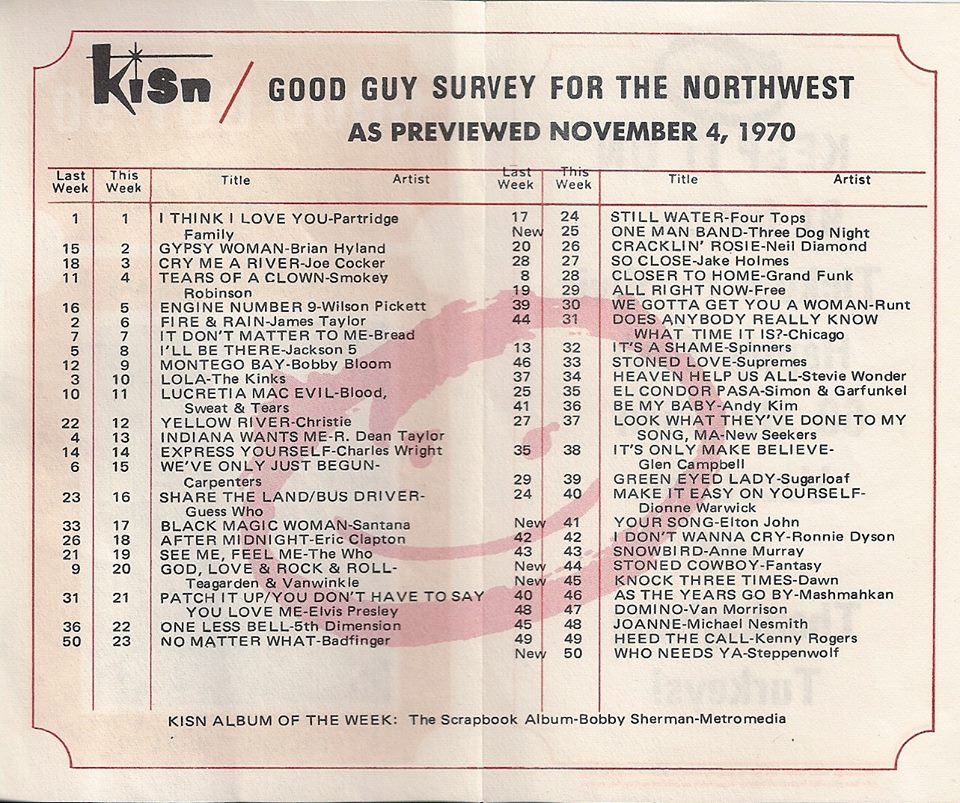 kisn / GOOD GUY SURVEY FOR THE NORTHWEST
AS PREVIEWED NOVEMBER 4, 1970
Last Week This Week Title Artist
1 1 I THINK I LOVE YOU-Partridge
Family
15 2 GYPSY WOMAN-Brian Hyland
18 3 CRY ME A RIVER-Joe Cocker
11 4 TEARS OF A CLOWN-Smokey
Robinson
16 5 ENGINE NUMBER 9-Wilson Pickett
2 6 FIRE & RAIN-James Taylor
7 7 IT DON'T MATTER TO ME-Bread
5 8 I'LL BE THERE-Jackson 5
12 9 MONTEGO BAY-Bobby Bloom
3 10 LOLA-The Kinks
10 11 LUCRETIA MAC EVIL-Blood,
Sweat & Tears
22 12 YELLOW RIVER-Christie
4 13 INDIANA WANTS ME-R. Dean Taylor
14 14 EXPRESS YOURSELF-Charles Wright
6 15 WE'VE ONLY JUST BEGUN-
Carpenters
23 16 SHARE THE LAND/BUS DRIVER-
Guess Who
33 17 BLACK MAGIC WOMAN-Santana
26 18 AFTER MIDNIGHT-Eric Clapton
21 19 SEE ME, FEEL ME-The Who
9 20 GOD, LOVE & ROCK & ROLL-
Teagarden & Vanwinkle
31 21 PATCH IT UP/YOU DON'T HAVE TO SAY
YOU LOVE ME-Elvis Presley
36 22 ONE LESS BELL-5th Dimension
50 23 NO MATTER WHAT-Badfinger
Last Week This Week Title Artist
17 24 STILL WATER-Four Tops
New 25 ONE MAN BAND-Three Dog Night
20 26 CRACKLIN' ROSIE-Neil Diamond
28 27 SO CLOSE-Jake Holmes
8 28 CLOSER TO HOME-Grand Funk
19 29 ALL RIGHT NOW-Free
39 30 WE GOTTA GET YOU A WOMAN-Runt
44 31 DOES ANYBODY REALLY KNOW
WHAT TIME IT IS?-Chicago
13 32 IT'S A SHAME-Spinners
46 33 STONED LOVE-Supremes
37 34 HEAVEN HELP US ALL-Stevie Wonder
25 35 EL CONDOR PASA-Simon & Garfunkel
41 36 BE MY BABY-Andy Kim
27 37 LOOK WHAT THEY'VE DONE TO MY
SONG, MA-New Seekers
35 38 IT'S ONLY MAKE BELIEVE-
Glen Campbell
29 39 GREEN EYED LADY-Sugarloaf
24 40 MAKE IT EASY ON YOURSELF-
Dionne Warwick
New 41 YOUR SONG-Elton John
42 42 I DON'T WANNA CRY-Ronnie Dyson
43 43 SNOWBIRD-Anne Murray
New 44 STONED COWBOY-Fantasy
New 45 KNOCK THREE TIMES-Dawn
40 46 AS THE YEARS GO BY-Mashmahkan
48 47 DOMINO-Van Morrison
45 48 JOANNE-Michael Nesmith
49 49 HEED THE CALL-Kenny Rogers
New 50 WHO NEEDS YA-Steppenwolf
KISN ALBUM OF THE WEEK: The Scrapbook Album-Bobby Sherman-Metromedia